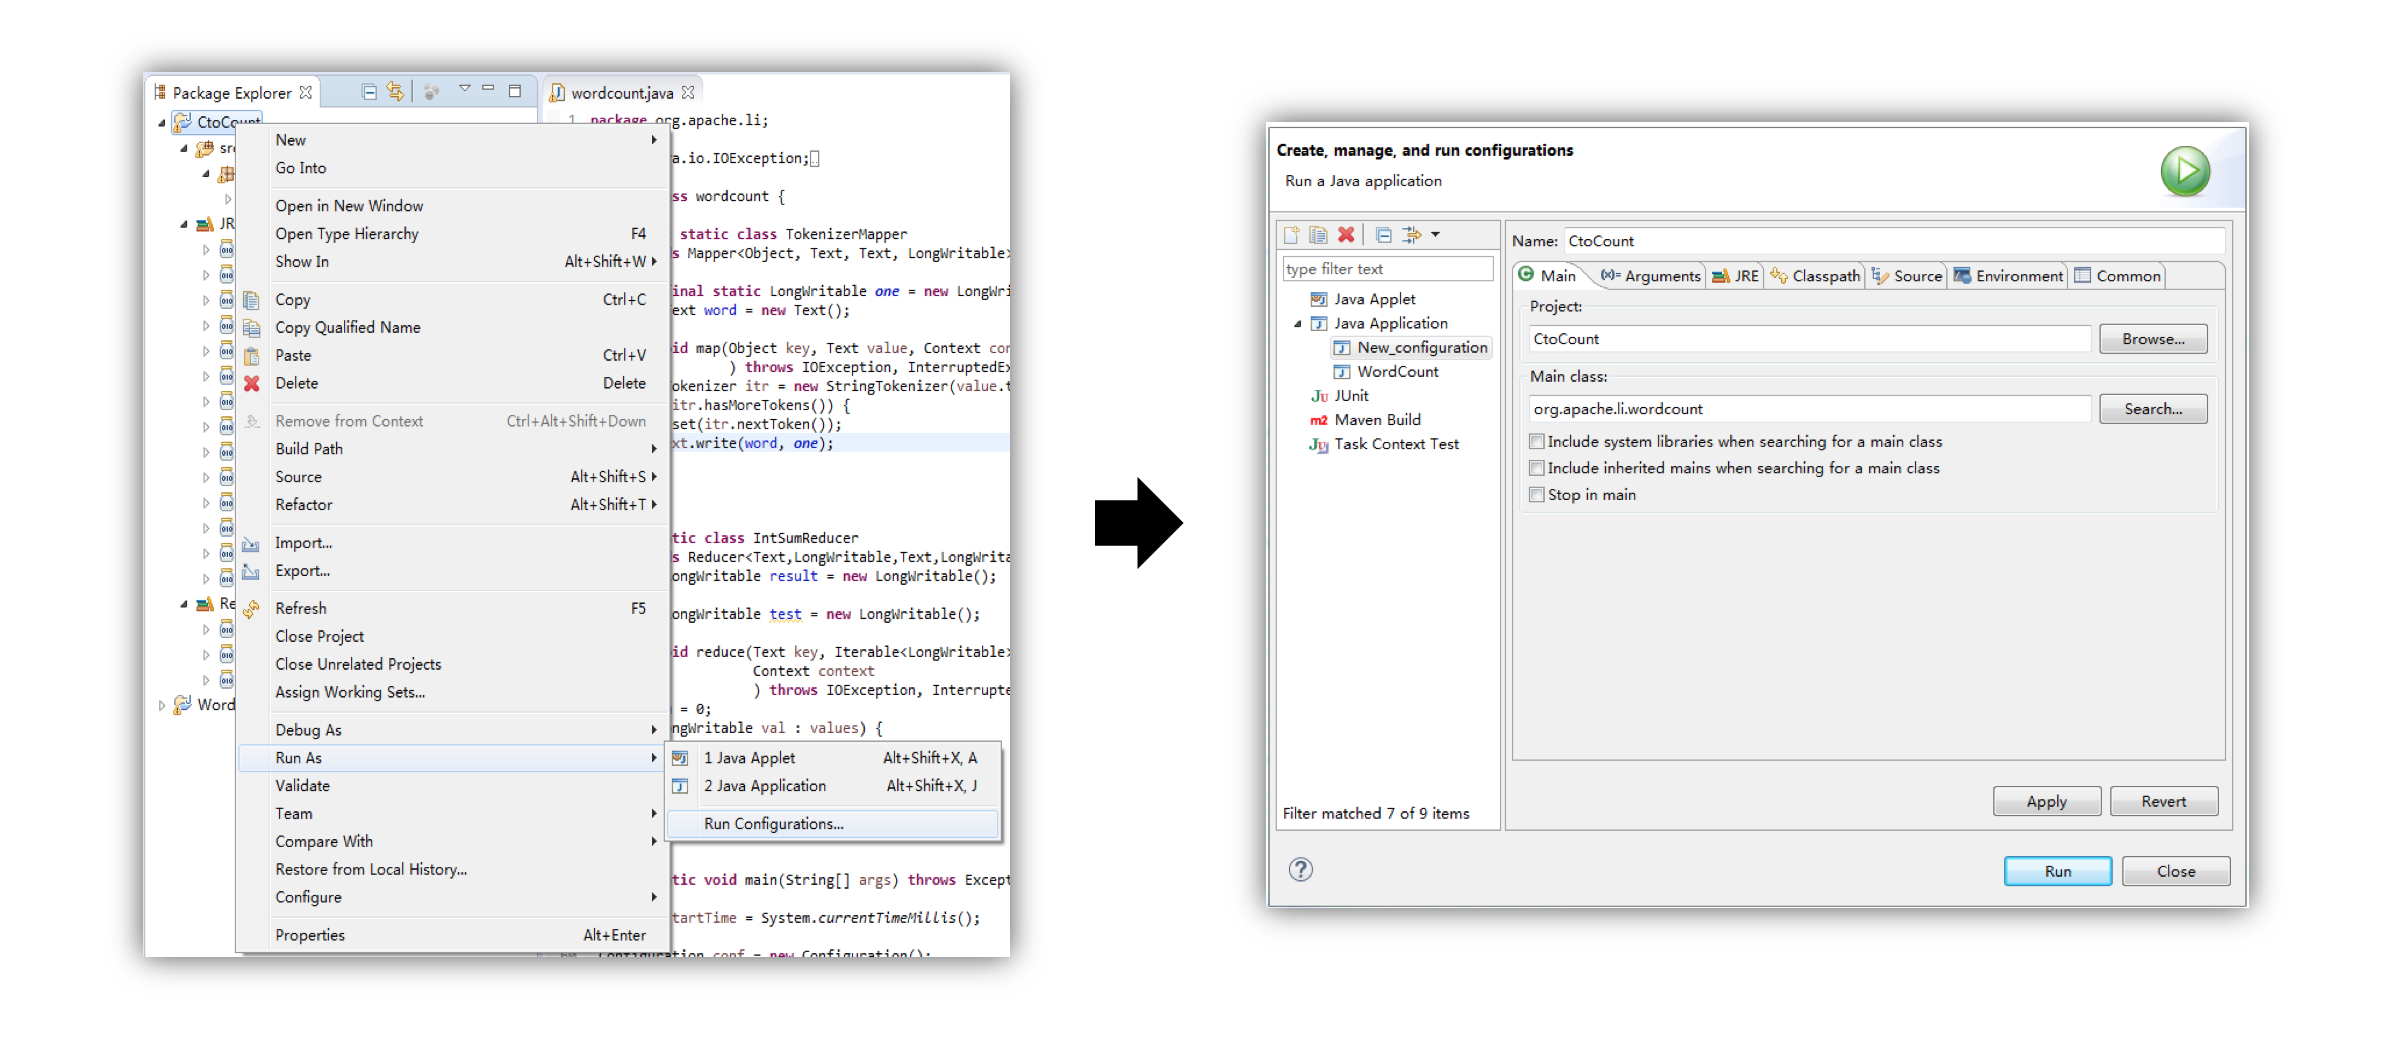 Package Explorer
CtoCount
src
JR
Re
Word
New
Go Into
Open in New Window
Open Type Hierarchy F4
Show In Alt+Shift+W
Copy Ctrl+C
Copy Qualified Name
Paste Ctrl+V
Delete Delete
Remove from Context Ctrl+Alt+Shift+Down
Build Path
Source Alt+Shift+S
Refactor Alt+Shift+T
Import...
Export...
Refresh F5
Close Project
Close Unrelated Projects
Assign Working Sets...
Debug As
Run As
Validate
Team
Compare With
Restore from Local History...
Configure
Properties Alt+Enter
1 Java Applet Alt+Shift+X, A
2 Java Application Alt+Shift+X, J
Run Configurations...
wordcount.java
1 package org.apache.li;
a.io.IOException;
ss wordcount {
static class TokenizerMapper
s Mapper<Object, Text, Text, LongWritable>
inal static LongWritable one = new LongWri
ext word = new Text();
id map(Object key, Text value, Context con
) throws IOException, InterruptedEx
okenizer itr = new StringTokenizer(value.t
itr.hasMoreTokens()) {
set(itr.nextToken());
xt.write(word, one);
tic class IntSumReducer
s Reducer<Text,LongWritable,Text,LongWrita
ongWritable result = new LongWritable();
ongWritable test = new LongWritable();
id reduce(Text key, Iterable<LongWritable>
Context context
) throws IOException, Interrupte
= 0;
ngWritable val : values) {
tic void main(String[] args) throws Except
tartTime = System.currentTimeMillis();
Configuration conf = new Configuration();
Create, manage, and run configurations
Run a Java application
type filter text
Java Applet
Java Application
New_configuration
WordCount
JUnit
Maven Build
Task Context Test
Filter matched 7 of 9 items
Name: CtoCount
Main Arguments JRE Classpath Source Environment Common
Project:
CtoCount Browse...
Main class:
org.apache.li.wordcount Search...
Include system libraries when searching for a main class
Include inherited mains when searching for a main class
Stop in main
Apply Revert
Run Close